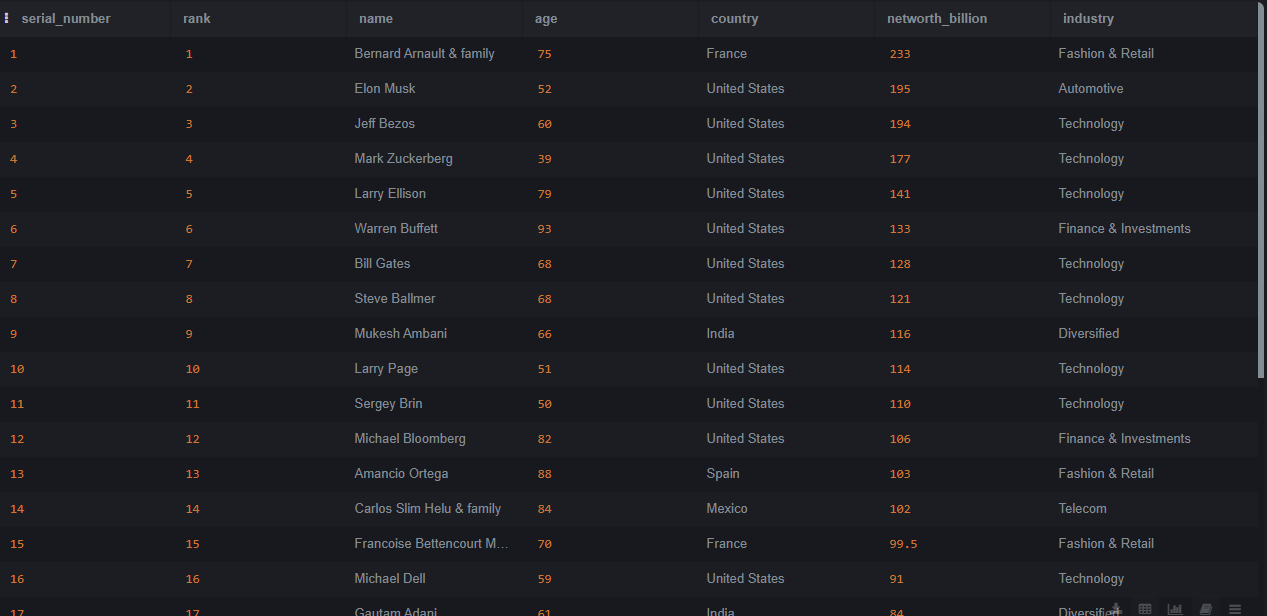 serial_number rank name age country networth_billion industry
1 1 Bernard Arnault & family 75 France 233 Fashion & Retail
2 2 Elon Musk 52 United States 195 Automotive
3 3 Jeff Bezos 60 United States 194 Technology
4 4 Mark Zuckerberg 39 United States 177 Technology
5 5 Larry Ellison 79 United States 141 Technology
6 6 Warren Buffett 93 United States 133 Finance & Investments
7 7 Bill Gates 68 United States 128 Technology
8 8 Steve Ballmer 68 United States 121 Technology
9 9 Mukesh Ambani 66 India 116 Diversified
10 10 Larry Page 51 United States 114 Technology
11 11 Sergey Brin 50 United States 110 Technology
12 12 Michael Bloomberg 82 United States 106 Finance & Investments
13 13 Amancio Ortega 88 Spain 103 Fashion & Retail
14 14 Carlos Slim Helu & family 84 Mexico 102 Telecom
15 15 Francoise Bettencourt M... 70 France 99.5 Fashion & Retail
16 16 Michael Dell 59 United States 91 Technology
17 17 Gautam Adani 61 India 84 Diversified